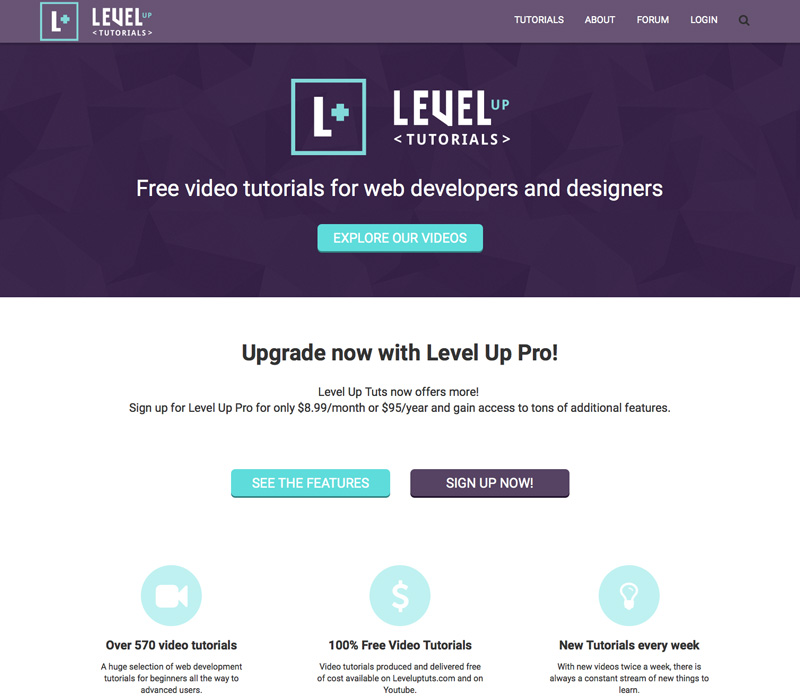 L+ LEVEL UP
<TUTORIALS>
TUTORIALS ABOUT FORUM LOGIN
L+ LEVEL UP
<TUTORIALS>
Free video tutorials for web developers and designers
EXPLORE OUR VIDEOS
Upgrade now with Level Up Pro!
Level Up Tuts now offers more!
Sign up for Level Up Pro for only $8.99/month or $95/year and gain access to tons of additional features.
SEE THE FEATURES
SIGN UP NOW!
$
Over 570 video tutorials
A huge selection of web development
tutorials for beginners all the way to
advanced users.
100% Free Video Tutorials
Video tutorials produced and delivered free
of cost available on Leveluptuts.com and on
Youtube.
New Tutorials every week
With new videos twice a week, there is
always a constant stream of new things to
learn.